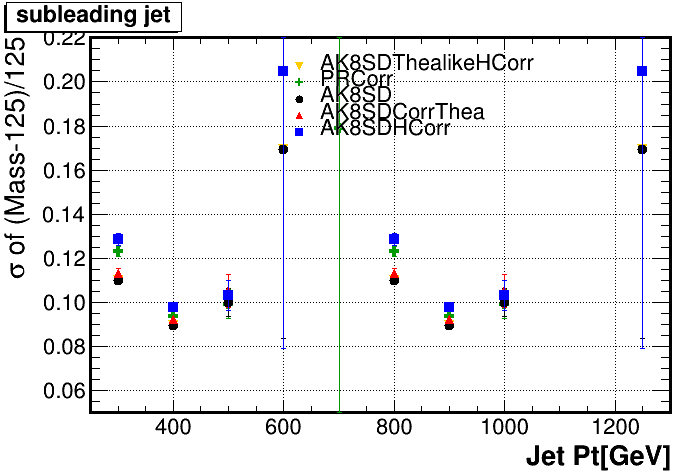 subleading jet
σ of (Mass-125)/125
0.22
0.20
0.18
0.16
0.14
0.12
0.10
0.08
0.06
AK8SDThealikeHCorr
PRCorr
AK8SD
AK8SDCorrThea
AK8SDHCorr
400 600 800 1000 1200
Jet Pt[GeV]